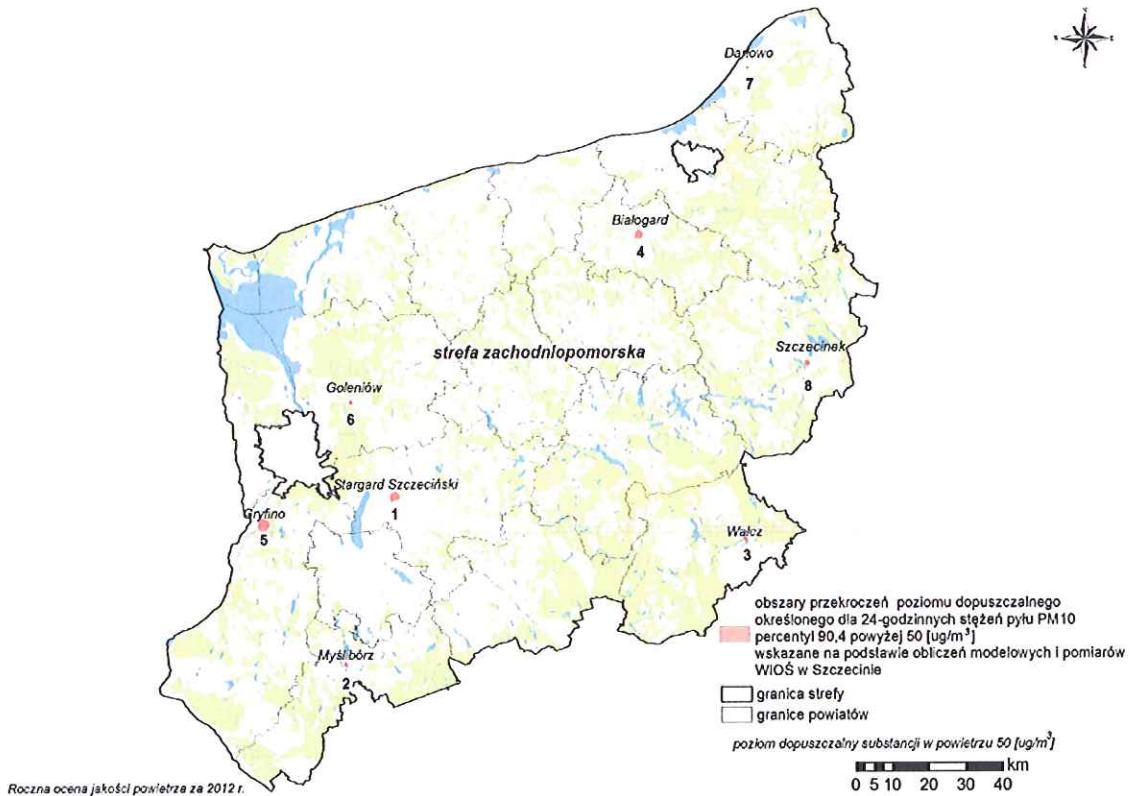 Darłowo
7
Białogard
4
strefa zachodniopomorska
Szczecinek
8
Goleniów
6
Stargard Szczeciński
1
Gryfino
5
Wałcz
3
Myślibórz
2
obszary przekroczeń poziomu dopuszczalnego
określonego dla 24-godzinnych stężeń pyłu PM10
percentyl 90,4 powyżej 50 [ug/m³]
wskazane na podstawie obliczeń modelowych i pomiarów
WIOŚ w Szczecinie
granica strefy
granice powiatów
poziom dopuszczalny substancji w powietrzu 50 [ug/m³]
km
0 5 10 20 30 40
Roczna ocena jakości powietrza za 2012 r.